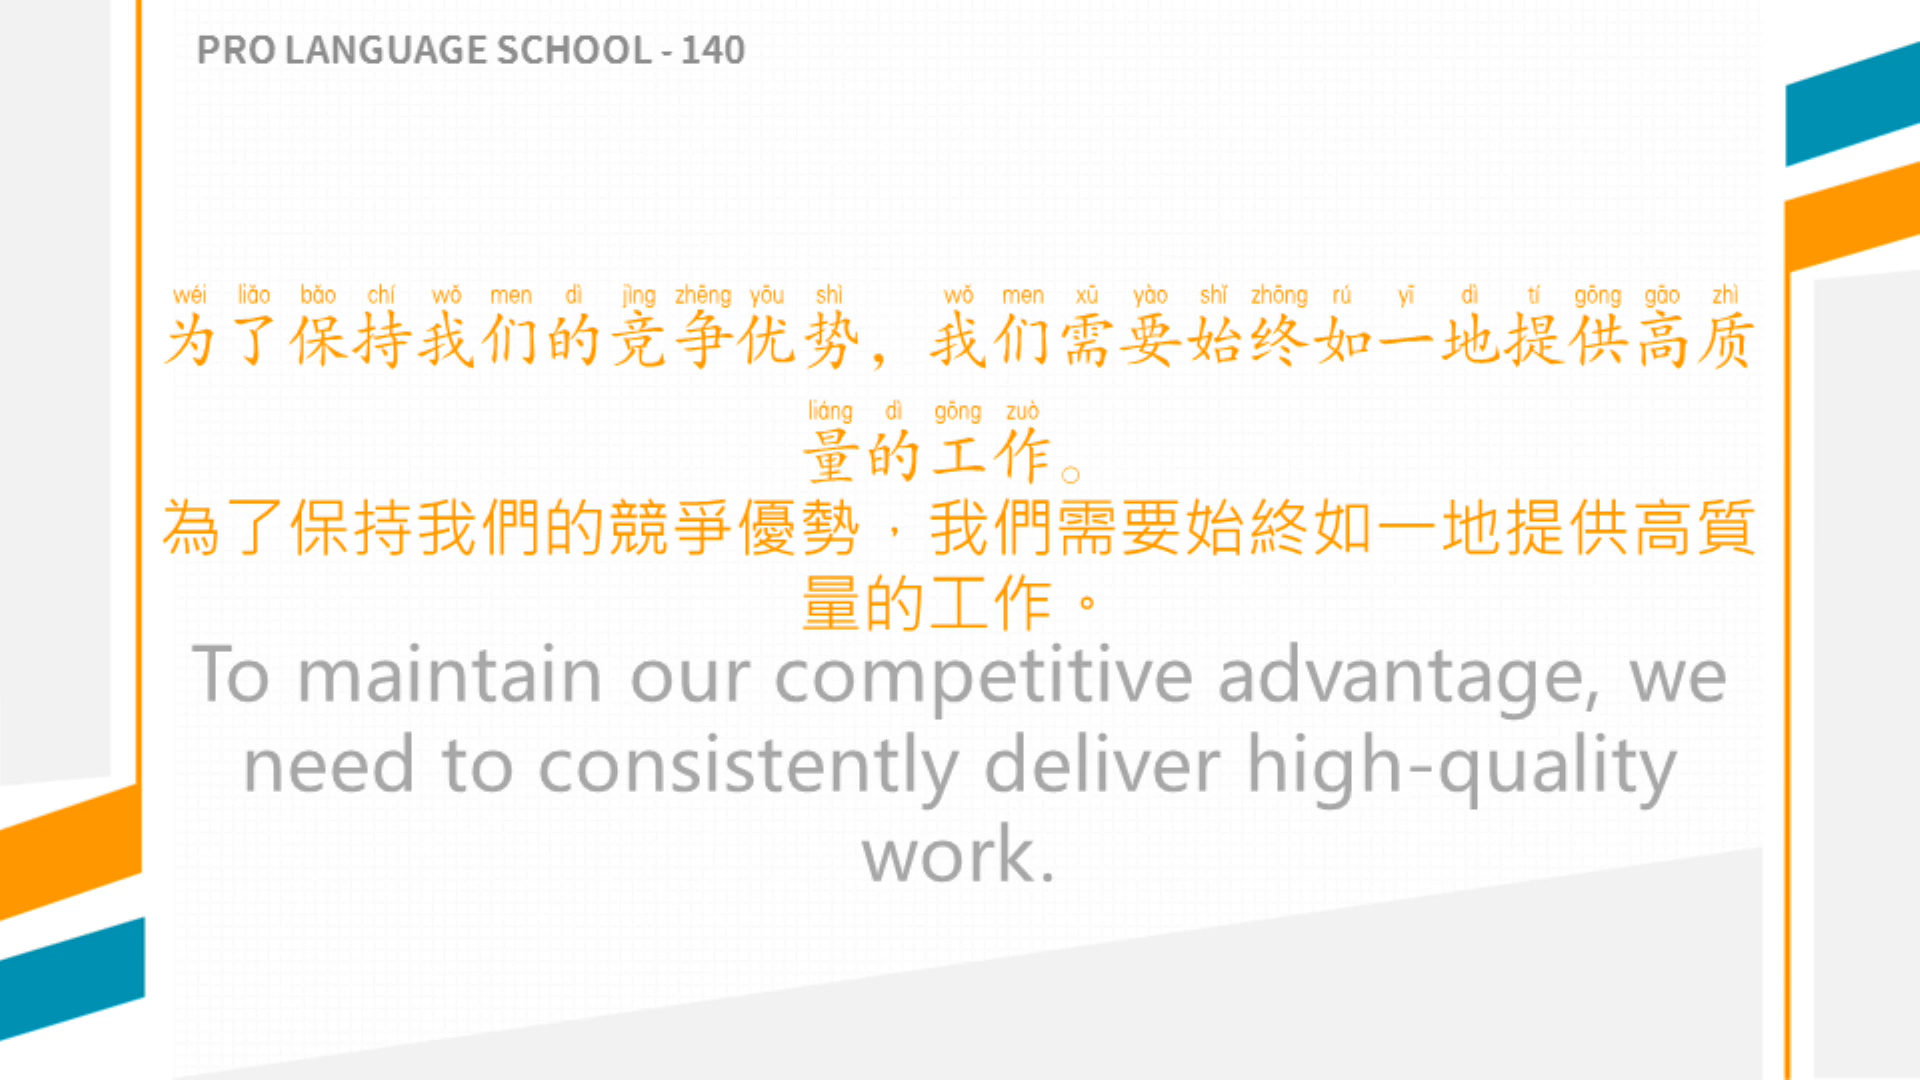 PRO LANGUAGE SCHOOL - 140
wéi liǎo bǎo chí wǒ men dì jìng zhēng yōu shì wǒ men xū yào shǐ zhōng rú yī dì tí gōng gāo zhì
为了保持我们的竞争优势，我们需要始终如一地提供高质
liáng dì gōng zuò
量的工作。
為了保持我們的競爭優勢，我們需要始終如一地提供高質
量的工作。
To maintain our competitive advantage, we
need to consistently deliver high-quality
work.